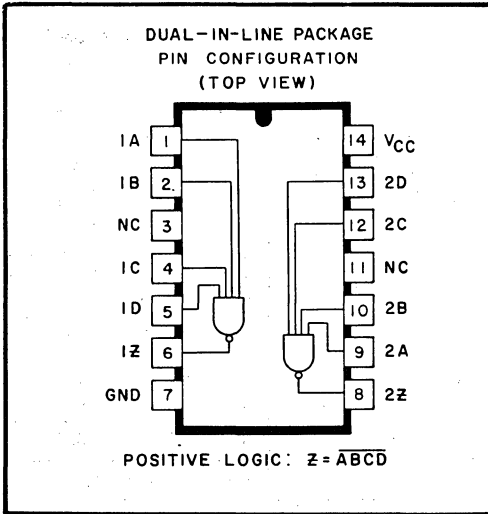 DUAL-IN-LINE PACKAGE
PIN CONFIGURATION
(TOP VIEW)
1A 1 14 VCC
1B 2 13 2D
NC 3 12 2C
1C 4 11 NC
1D 5 10 2B
1Z 6 9 2A
GND 7 8 2Z
POSITIVE LOGIC: Z = A̅B̅C̅D̅